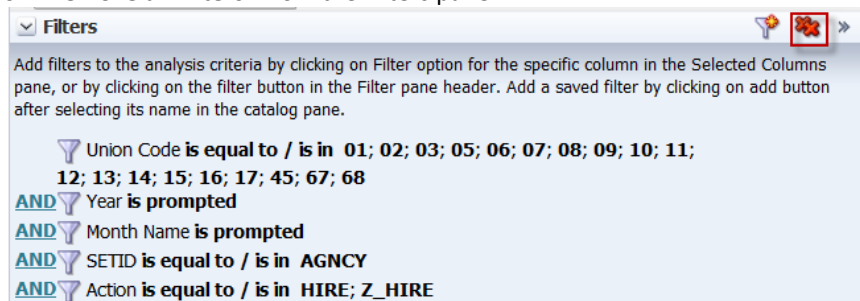 Filters
Add filters to the analysis criteria by clicking on Filter option for the specific column in the Selected Columns
pane, or by clicking on the filter button in the Filter pane header. Add a saved filter by clicking on add button
after selecting its name in the catalog pane.
Union Code is equal to / is in 01; 02; 03; 05; 06; 07; 08; 09; 10; 11;
12; 13; 14; 15; 16; 17; 45; 67; 68
AND Year is prompted
AND Month Name is prompted
AND SETID is equal to / is in AGNCY
AND Action is equal to / is in HIRE; Z_HIRE